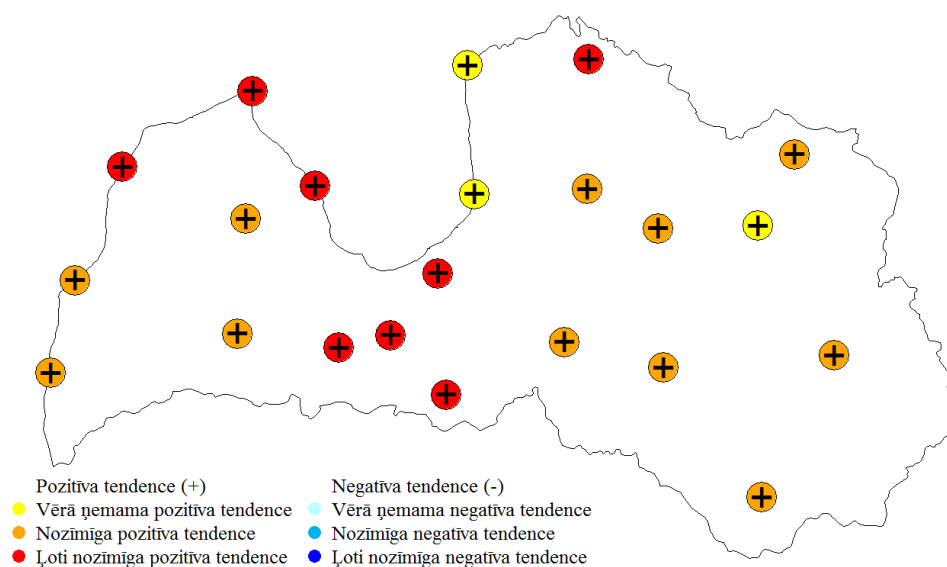 Pozitīva tendence (+)
Vērā ņemama pozitīva tendence
Nozīmīga pozitīva tendence
Ļoti nozīmīga pozitīva tendence
Negatīva tendence (-)
Vērā ņemama negatīva tendence
Nozīmīga negatīva tendence
Ļoti nozīmīga negatīva tendence